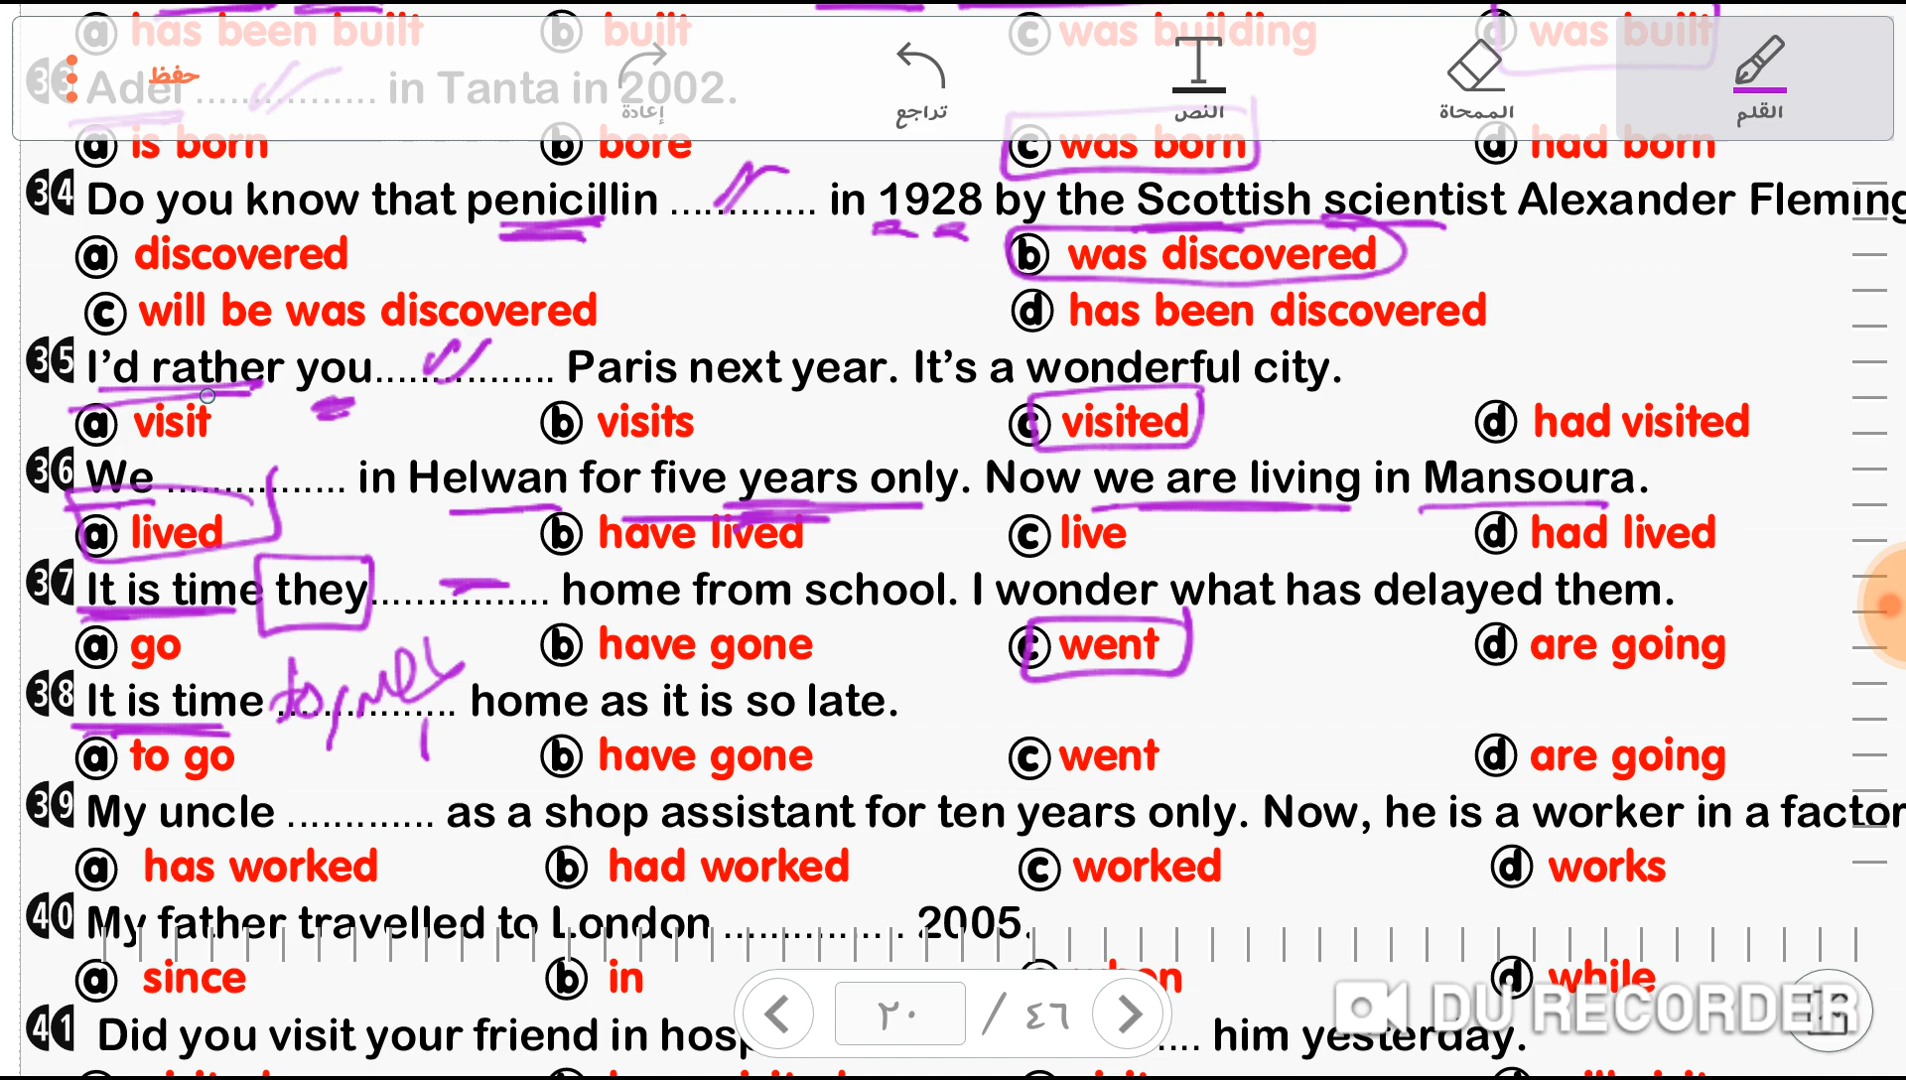 a has been built b built c was building d was built
حفظ إعادة تراجع النص الممحاة القلم
33 Ader ................ in Tanta in 2002.
a is born b bore c was born d had born
34 Do you know that penicillin ............. in 1928 by the Scottish scientist Alexander Fleming
a discovered b was discovered
c will be was discovered d has been discovered
35 I'd rather you................ Paris next year. It's a wonderful city.
a visit b visits c visited d had visited
36 We ................ in Helwan for five years only. Now we are living in Mansoura.
a lived b have lived c live d had lived
37 It is time they................ home from school. I wonder what has delayed them.
a go b have gone c went d are going
38 It is time ................ home as it is so late.
a to go b have gone c went d are going
39 My uncle ............. as a shop assistant for ten years only. Now, he is a worker in a factor
a has worked b had worked c worked d works
40 My father travelled to London ................ 2005.
a since b in c when d while
٢٠ / ٤٦
DU RECORDER
41 Did you visit your friend in hosp .... him yesterday.